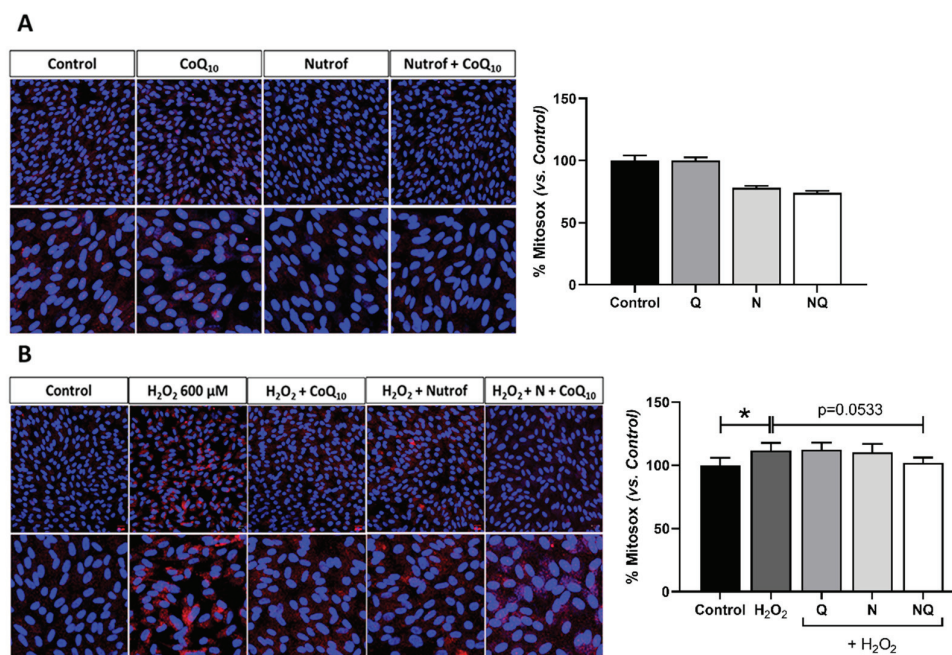 A
Control CoQ₁₀ Nutrof Nutrof + CoQ₁₀
% Mitosox (vs. Control)
150
100
50
0
Control Q N NQ
B
Control H₂O₂ 600 µM H₂O₂ + CoQ₁₀ H₂O₂ + Nutrof H₂O₂ + N + CoQ₁₀
% Mitosox (vs. Control)
150
100
50
0
* p=0.0533
Control H₂O₂ Q N NQ
+ H₂O₂